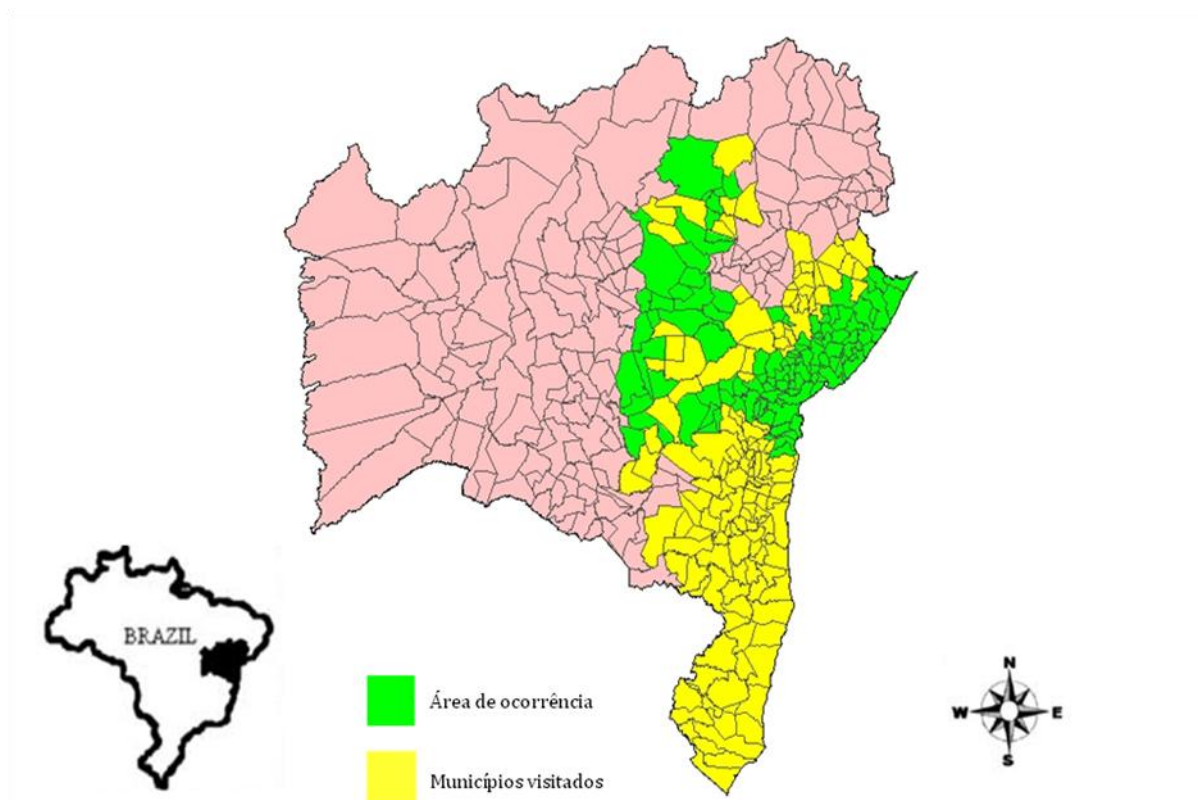 BRAZIL
Área de ocorrência
Municípios visitados
N
W E
S